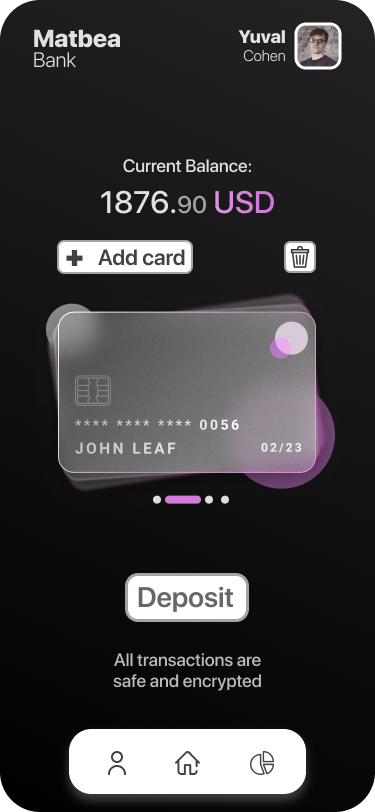 Matbea
Bank
Yuval
Cohen
Current Balance:
1876.90 USD
Add card
**** **** **** 0056
JOHN LEAF 02/23
Deposit
All transactions are
safe and encrypted